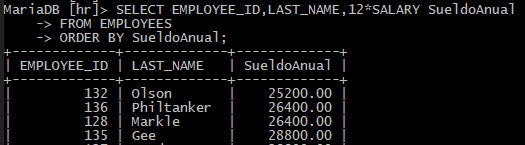 MariaDB [hr]> SELECT EMPLOYEE_ID,LAST_NAME,12*SALARY SueldoAnual
    -> FROM EMPLOYEES
    -> ORDER BY SueldoAnual;
+-------------+-------------+-------------+
| EMPLOYEE_ID | LAST_NAME   | SueldoAnual |
+-------------+-------------+-------------+
|         132 | Olson       |    25200.00 |
|         136 | Philtanker  |    26400.00 |
|         128 | Markle      |    26400.00 |
|         135 | Gee         |    28800.00 |